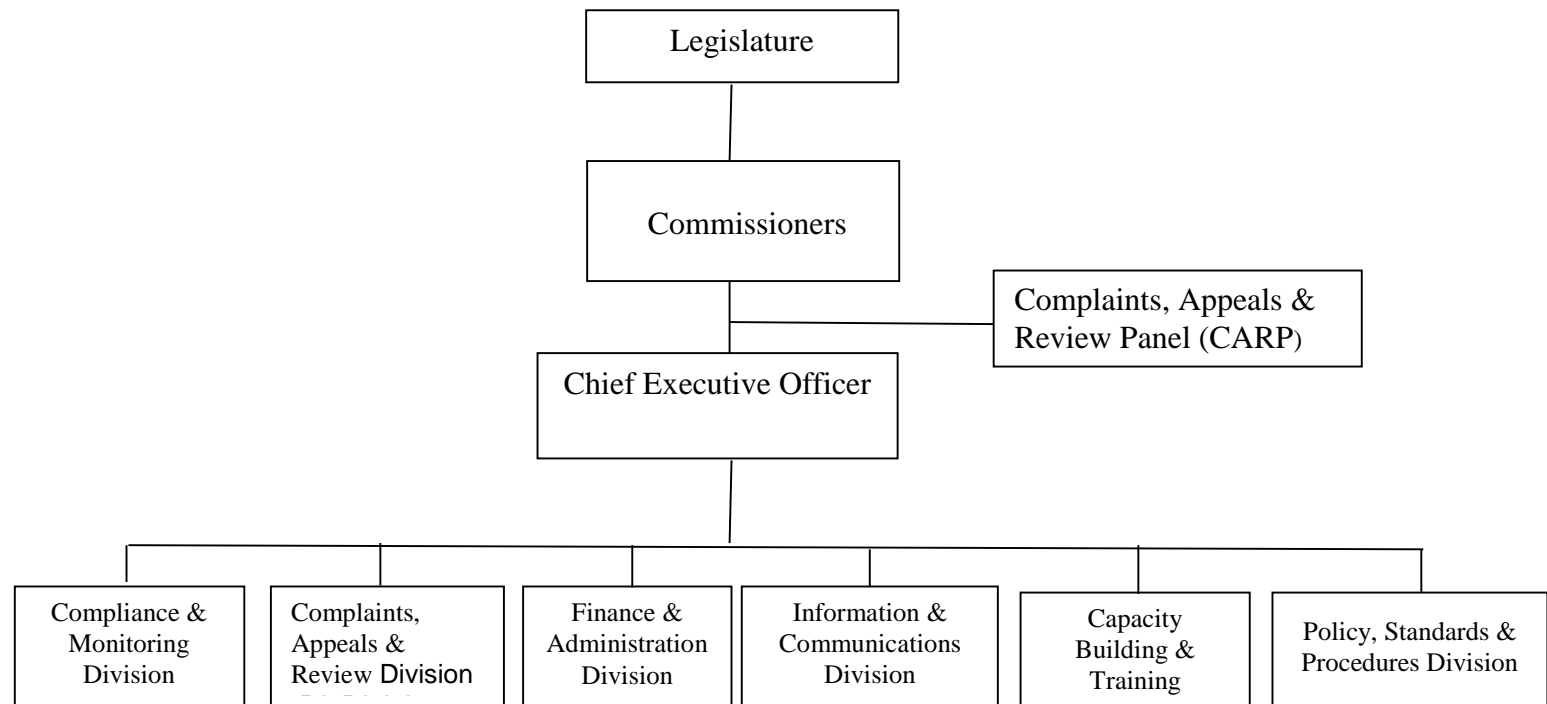 Legislature
Commissioners
Complaints, Appeals &
Review Panel (CARP)
Chief Executive Officer
Compliance &
Monitoring
Division
Complaints,
Appeals &
Review Division
Finance &
Administration
Division
Information &
Communications
Division
Capacity
Building &
Training
Policy, Standards &
Procedures Division